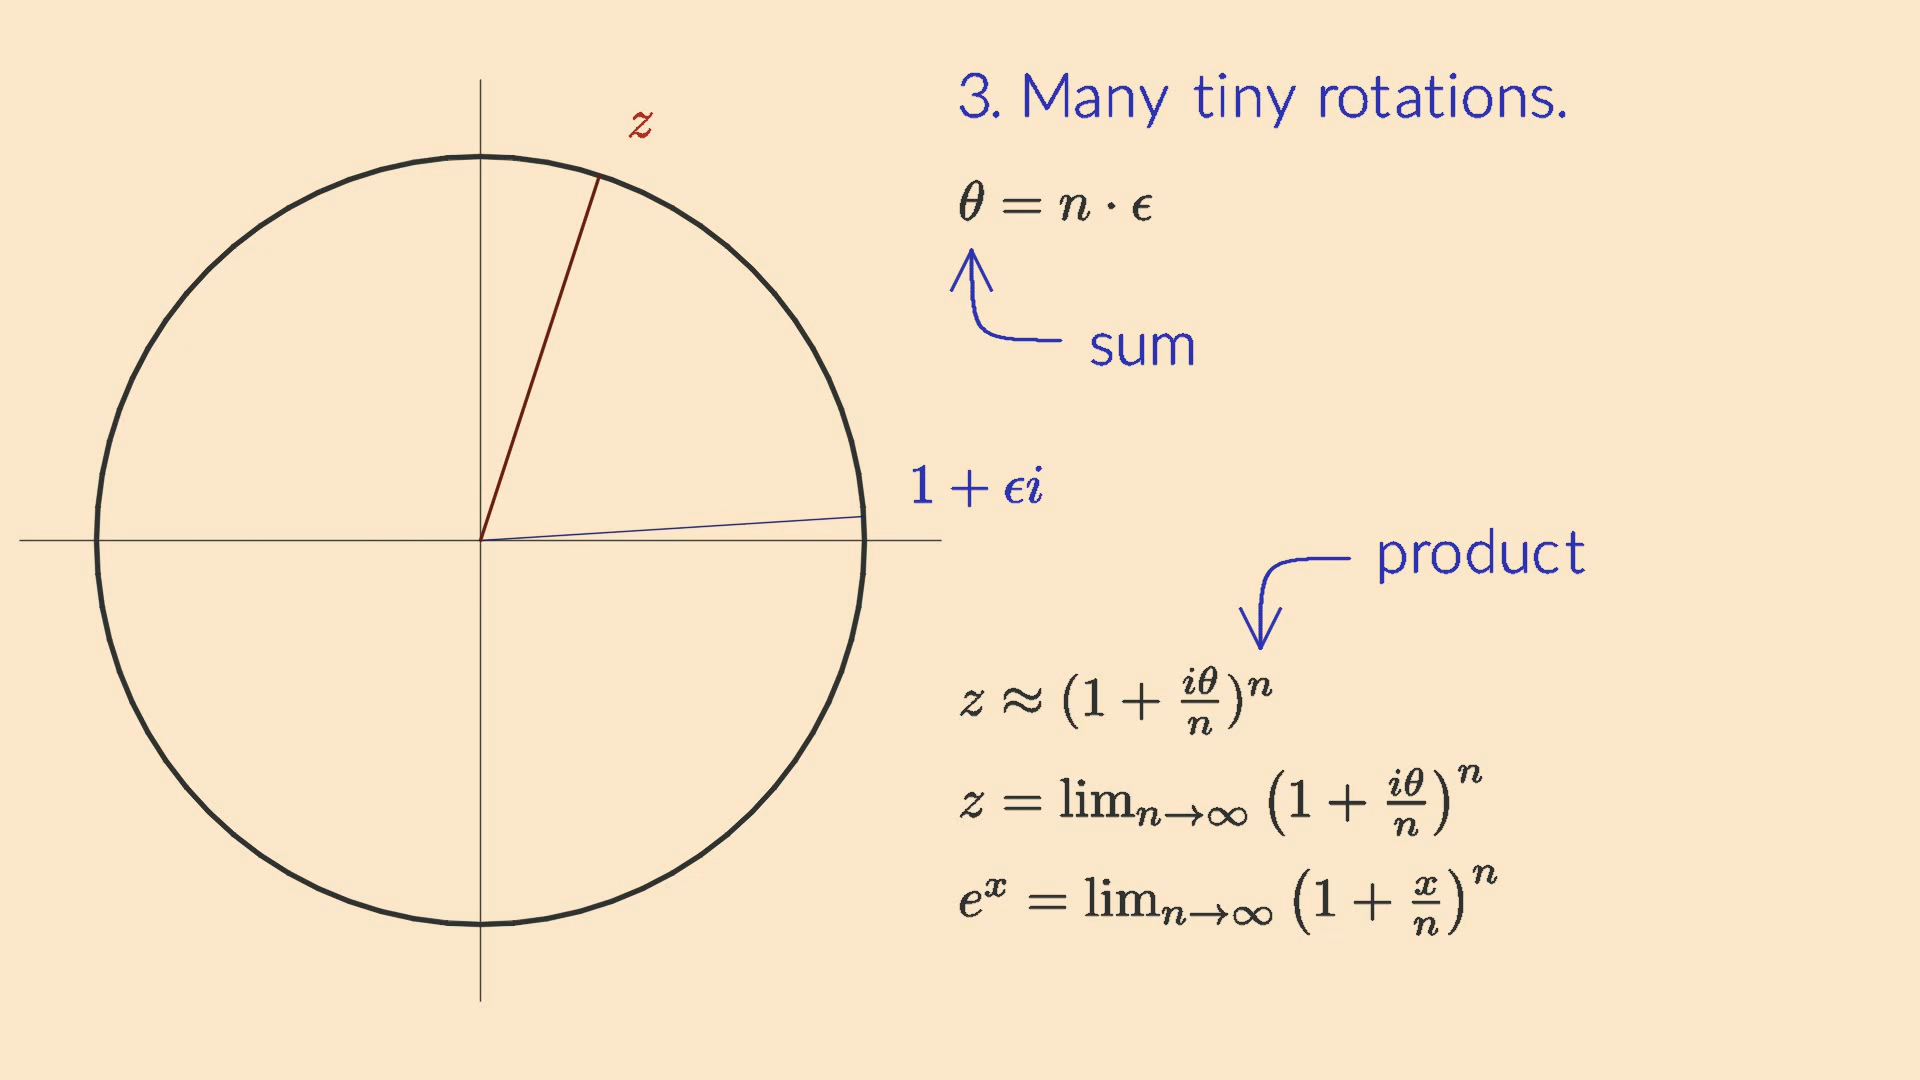 3. Many tiny rotations.
z
θ = n · ϵ
sum
1 + ϵi
product
z ≈ (1 + iθ/n)^n
z = lim_{n→∞} (1 + iθ/n)^n
e^x = lim_{n→∞} (1 + x/n)^n